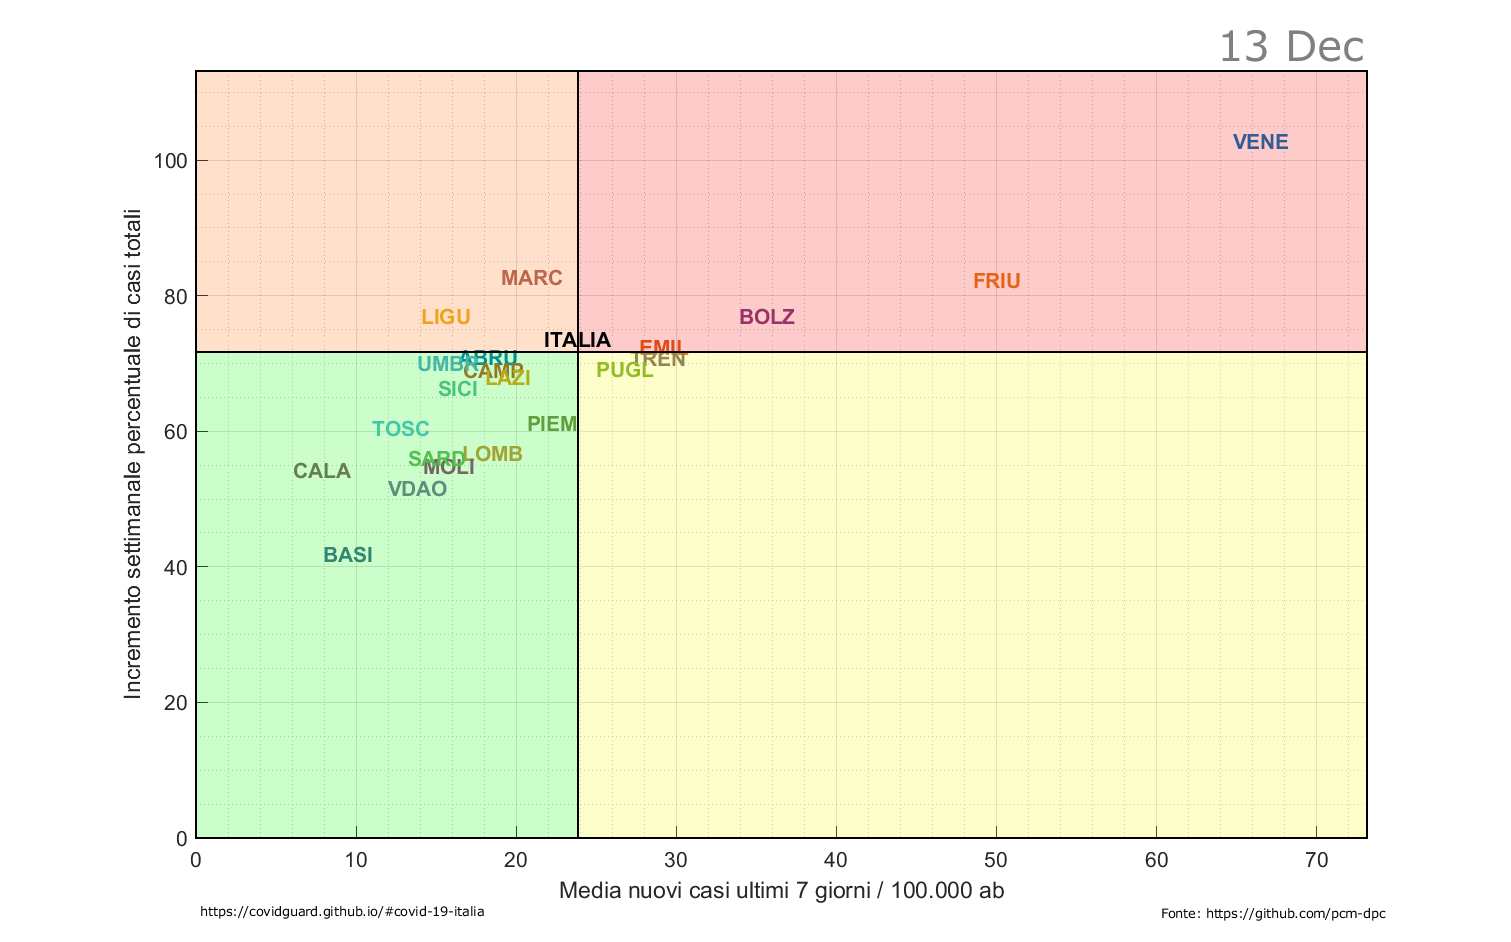 13 Dec
Incremento settimanale percentuale di casi totali
100
80
60
40
20
0
VENE
MARC
FRIU
LIGU
BOLZ
ITALIA
EMIL
ABRU
TREN
UMBR
CAMP
PUGL
LAZI
SICI
PIEM
TOSC
LOMB
SARD
MOLI
CALA
VDAO
BASI
0 10 20 30 40 50 60 70
Media nuovi casi ultimi 7 giorni / 100.000 ab
https://covidguard.github.io/#covid-19-italia
Fonte: https://github.com/pcm-dpc